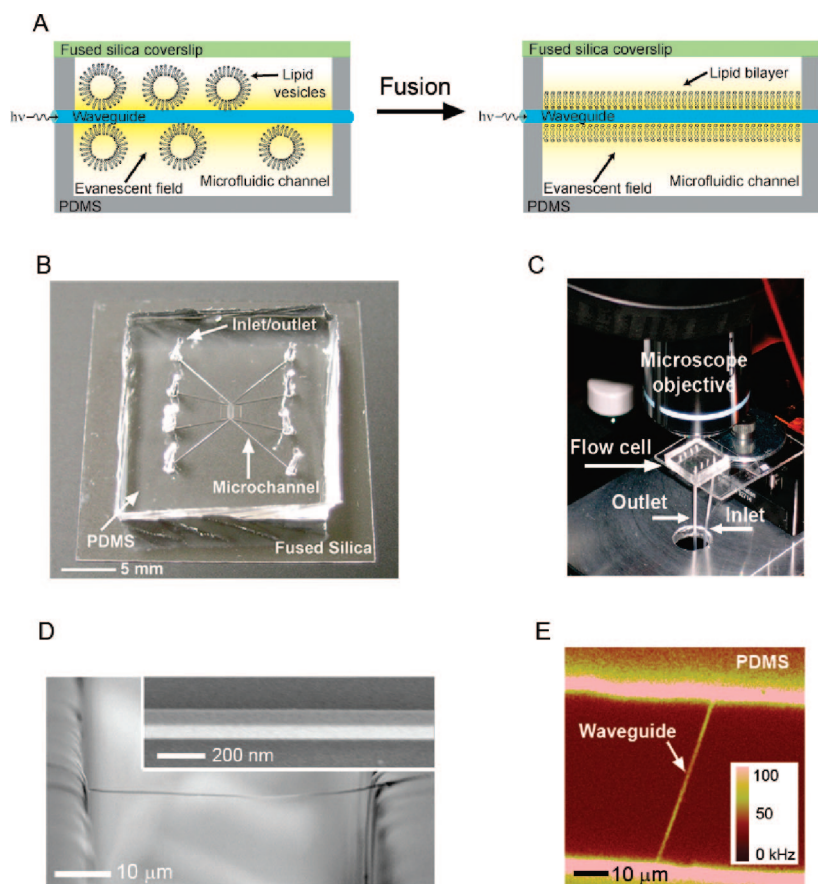 A
Fused silica coverslip
Lipid vesicles
hν
Waveguide
Evanescent field
Microfluidic channel
PDMS
Fusion
Fused silica coverslip
Lipid bilayer
hν
Waveguide
Evanescent field
Microfluidic channel
PDMS
B
Inlet/outlet
Microchannel
PDMS
Fused Silica
5 mm
C
Microscope
objective
Flow cell
Outlet
Inlet
D
200 nm
10 μm
E
PDMS
Waveguide
100
50
0 kHz
10 μm